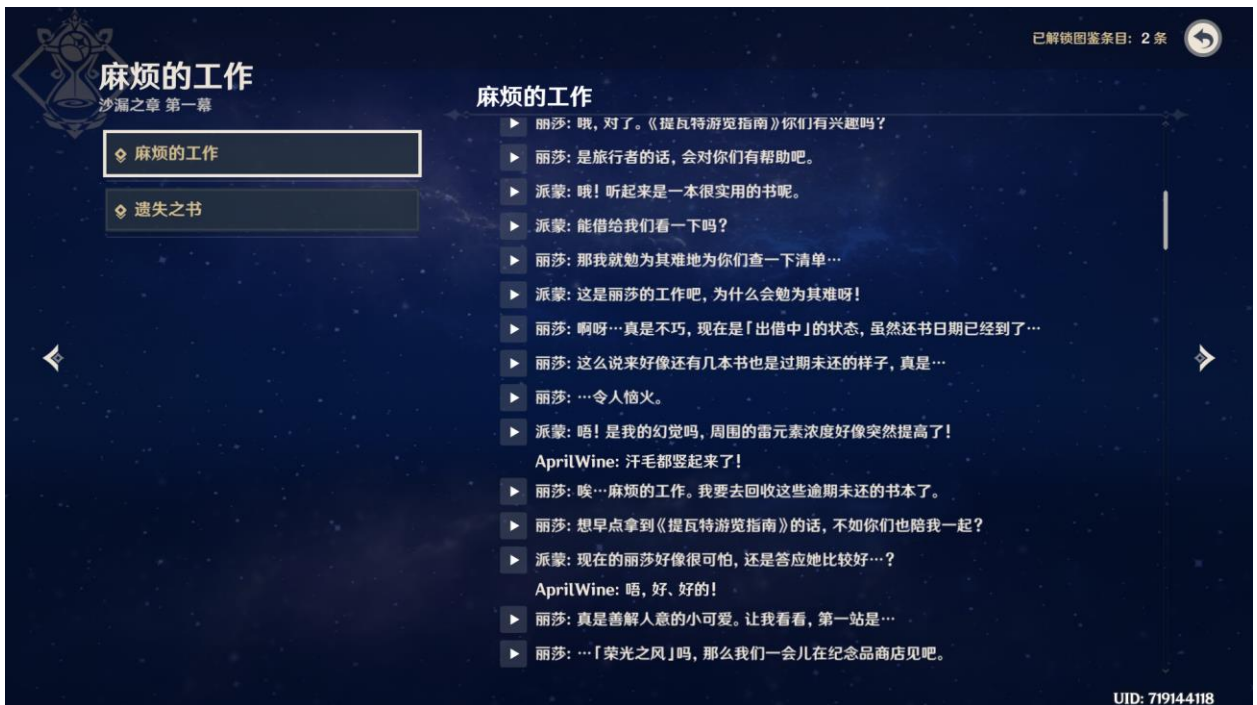 已解锁图鉴条目: 2 条
麻烦的工作
沙漏之章 第一幕
麻烦的工作
遗失之书
麻烦的工作
丽莎: 哦, 对了。《提瓦特游览指南》你们有兴趣吗?
丽莎: 是旅行者的话, 会对你们有帮助吧。
派蒙: 哦! 听起来是一本很实用的书呢。
派蒙: 能借给我们看一下吗?
丽莎: 那我就勉为其难地为你们查一下清单…
派蒙: 这是丽莎的工作吧, 为什么会勉为其难呀!
丽莎: 啊呀…真是不巧, 现在是「出借中」的状态, 虽然还书日期已经到了…
丽莎: 这么说来好像还有几本书也是过期未还的样子, 真是…
丽莎: …令人恼火。
派蒙: 唔! 是我的幻觉吗, 周围的雷元素浓度好像突然提高了!
AprilWine: 汗毛都竖起来了!
丽莎: 唉…麻烦的工作。我要去回收这些逾期未还的书本了。
丽莎: 想早点拿到《提瓦特游览指南》的话, 不如你们也陪我一起?
派蒙: 现在的丽莎好像很可怕, 还是答应她比较好…?
AprilWine: 唔, 好、好的!
丽莎: 真是善解人意的小可爱。让我看看, 第一站是…
丽莎: …「荣光之风」吗, 那么我们一会儿在纪念品商店见吧。
UID: 719144118